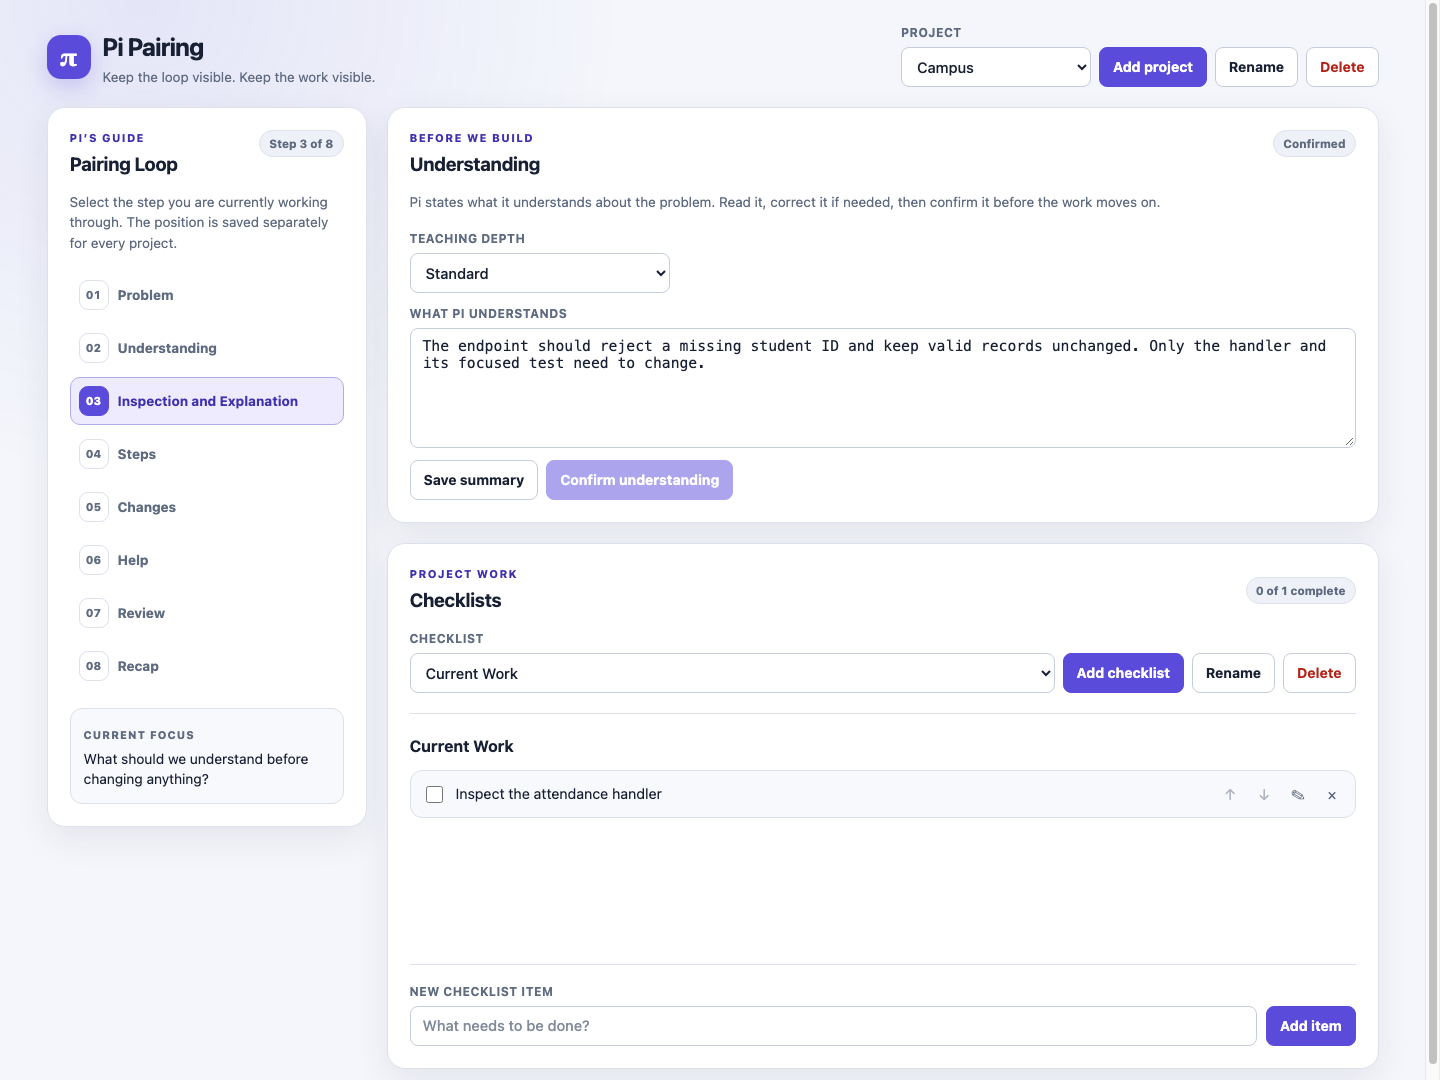 π
Pi Pairing
Keep the loop visible. Keep the work visible.
PROJECT
Campus
Add project
Rename
Delete
PI'S GUIDE
Pairing Loop
Step 3 of 8
Select the step you are currently working
through. The position is saved separately
for every project.
01 Problem
02 Understanding
03 Inspection and Explanation
04 Steps
05 Changes
06 Help
07 Review
08 Recap
CURRENT FOCUS
What should we understand before
changing anything?
BEFORE WE BUILD
Understanding
Confirmed
Pi states what it understands about the problem. Read it, correct it if needed, then confirm it before the work moves on.
TEACHING DEPTH
Standard
WHAT PI UNDERSTANDS
The endpoint should reject a missing student ID and keep valid records unchanged. Only the handler and
its focused test need to change.
Save summary
Confirm understanding
PROJECT WORK
Checklists
0 of 1 complete
CHECKLIST
Current Work
Add checklist
Rename
Delete
Current Work
Inspect the attendance handler
↑ ↓ ✎ ×
NEW CHECKLIST ITEM
What needs to be done?
Add item